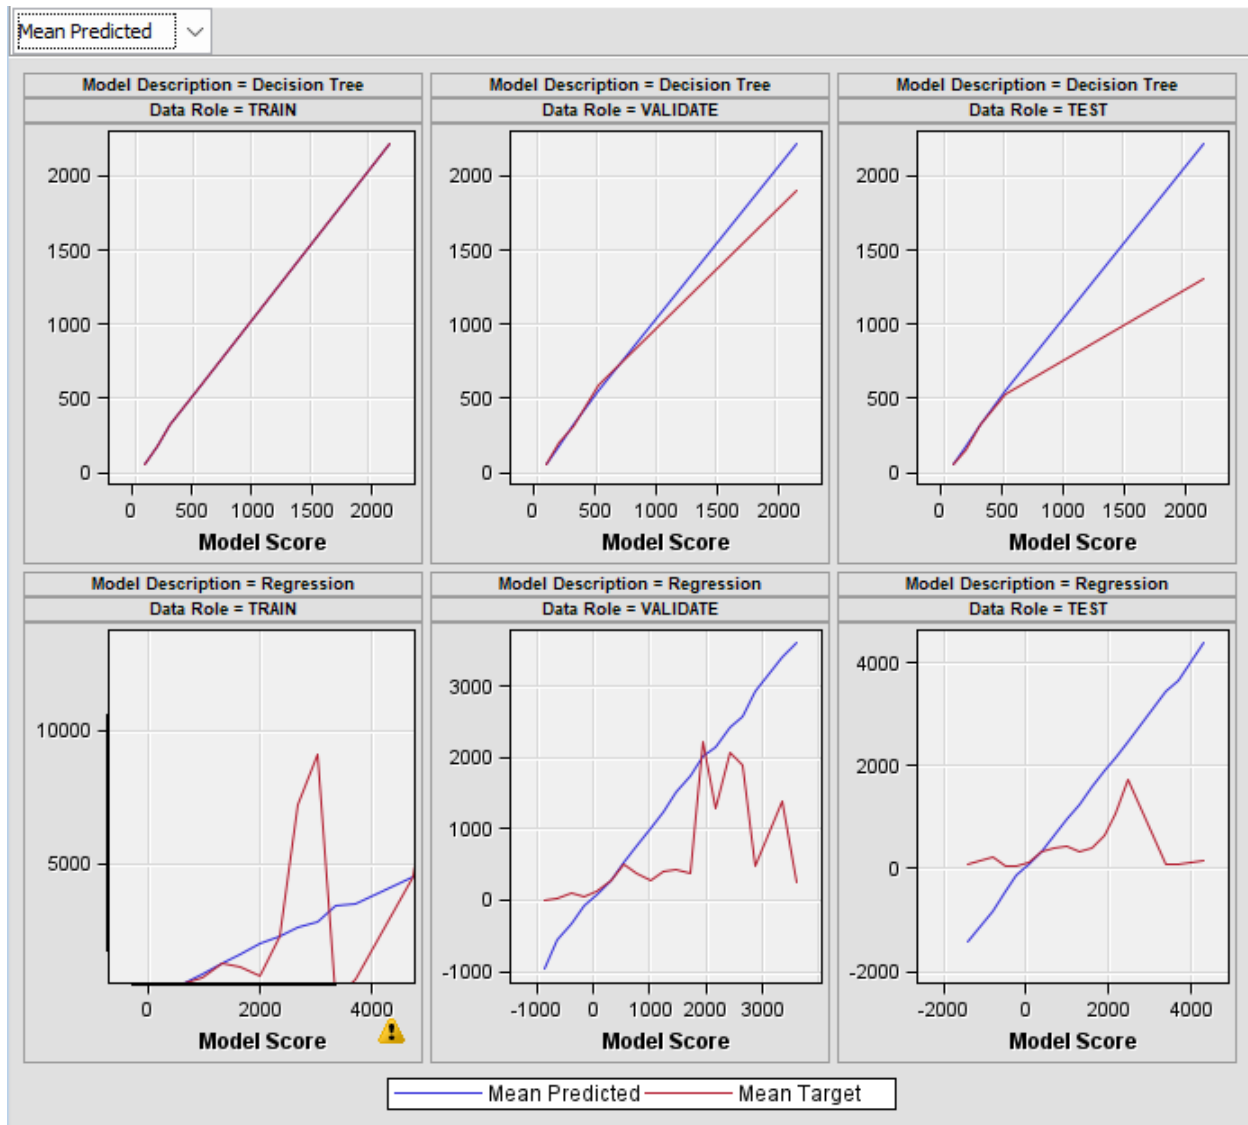 Mean Predicted
Model Description = Decision Tree
Data Role = TRAIN
2000
1500
1000
500
0
0 500 1000 1500 2000
Model Score
Model Description = Decision Tree
Data Role = VALIDATE
2000
1500
1000
500
0
0 500 1000 1500 2000
Model Score
Model Description = Decision Tree
Data Role = TEST
2000
1500
1000
500
0
0 500 1000 1500 2000
Model Score
Model Description = Regression
Data Role = TRAIN
10000
5000
0 2000 4000
Model Score
Model Description = Regression
Data Role = VALIDATE
3000
2000
1000
0
-1000
-1000 0 1000 2000 3000
Model Score
Model Description = Regression
Data Role = TEST
4000
2000
0
-2000
-2000 0 2000 4000
Model Score
Mean Predicted Mean Target